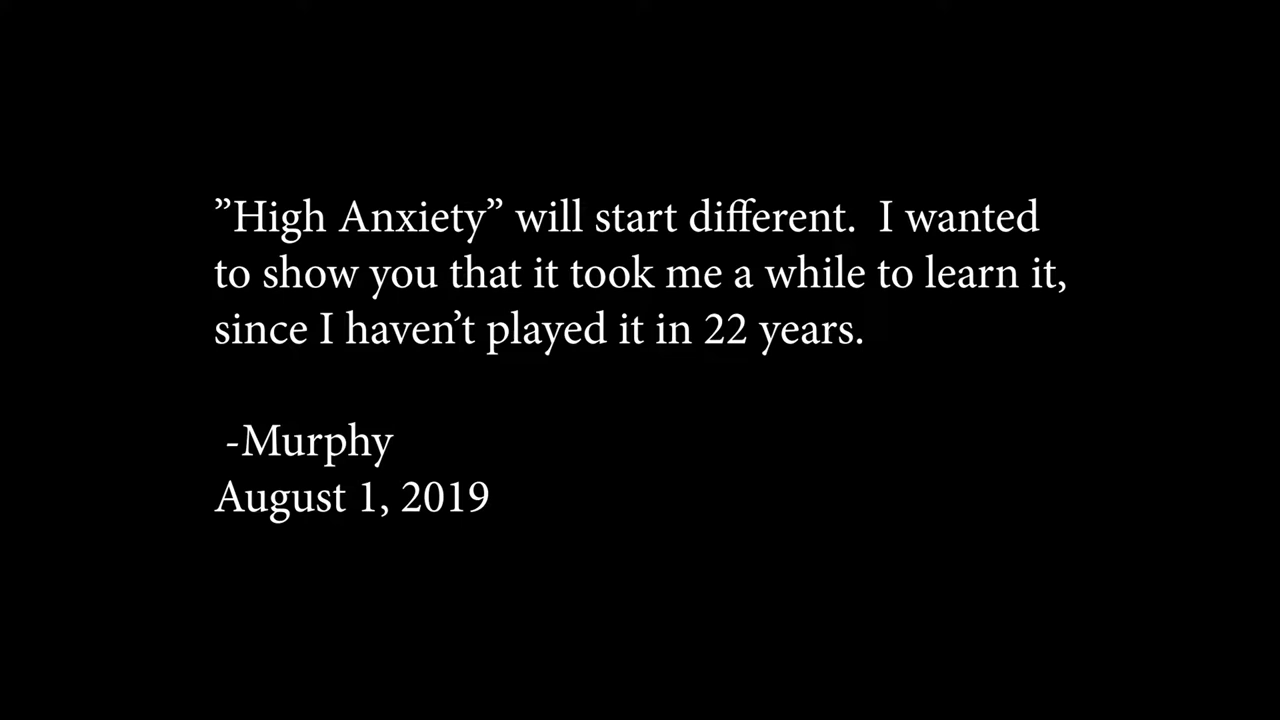 ”High Anxiety” will start different.  I wanted
to show you that it took me a while to learn it,
since I haven’t played it in 22 years.
-Murphy
August 1, 2019